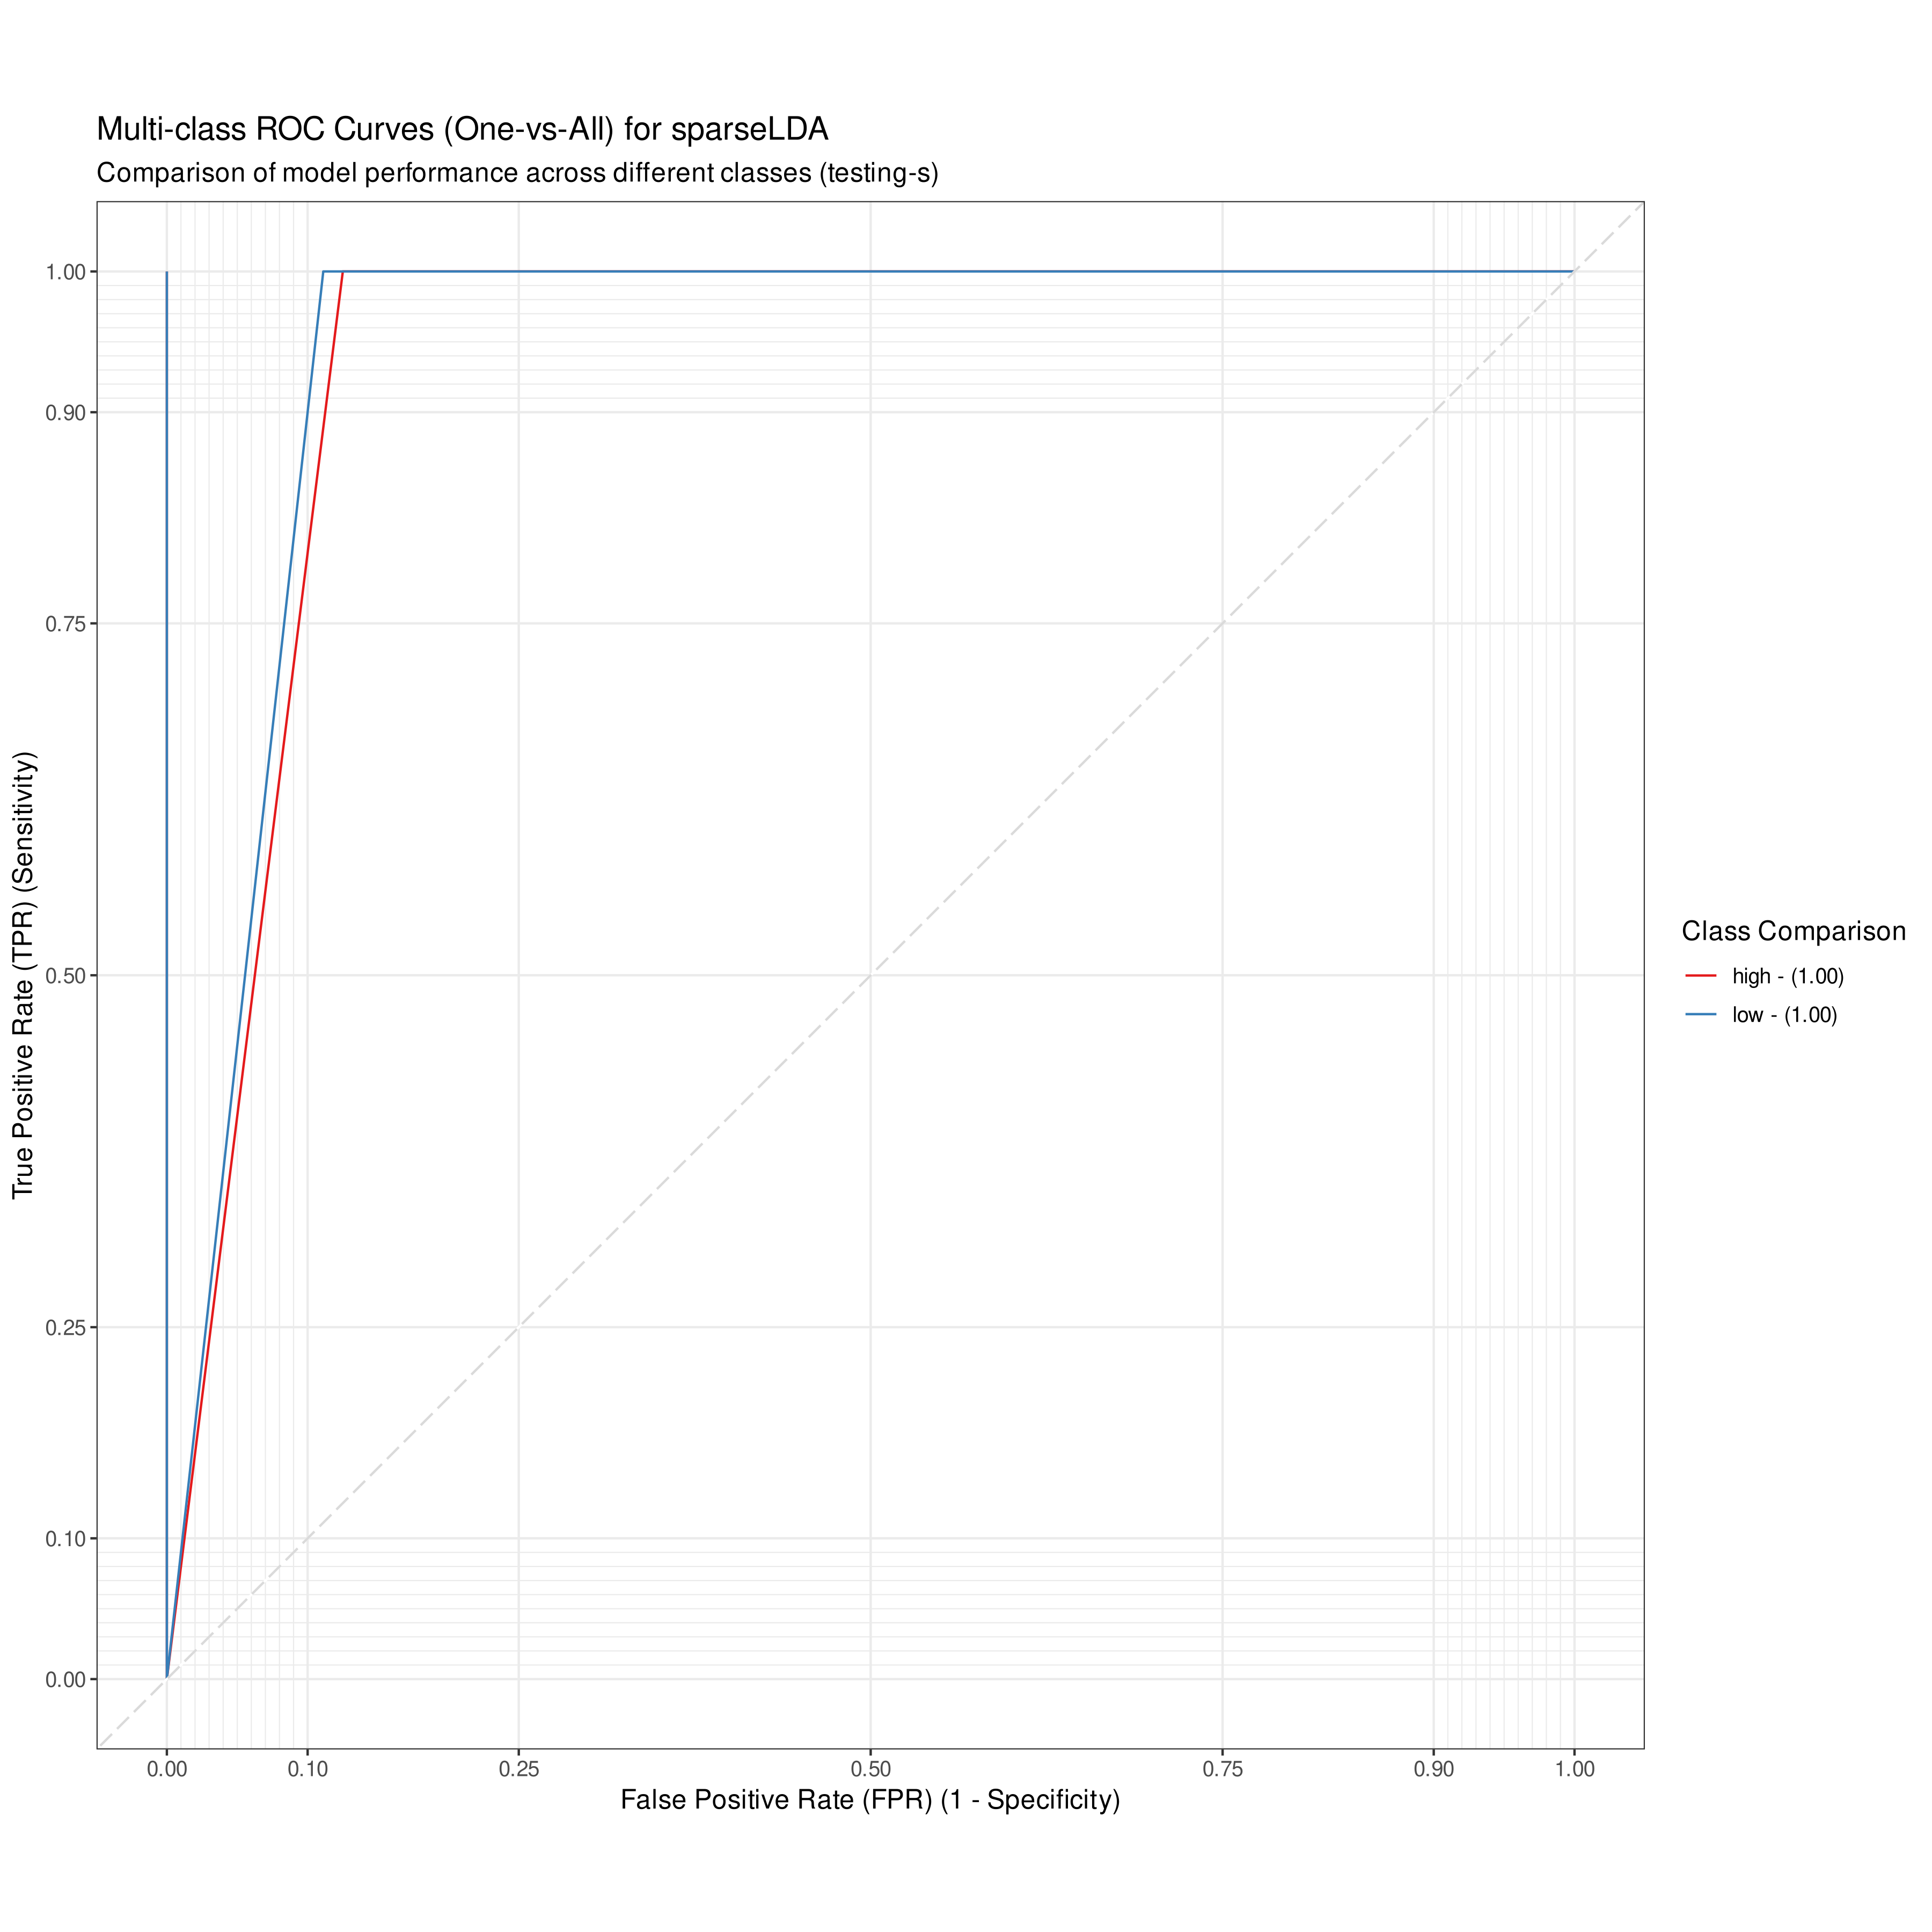 Multi-class ROC Curves (One-vs-All) for sparseLDA
Comparison of model performance across different classes (testing-s)
True Positive Rate (TPR) (Sensitivity)
1.00
0.90
0.75
0.50
0.25
0.10
0.00
0.00 0.10 0.25 0.50 0.75 0.90 1.00
False Positive Rate (FPR) (1 - Specificity)
Class Comparison
high - (1.00)
low - (1.00)